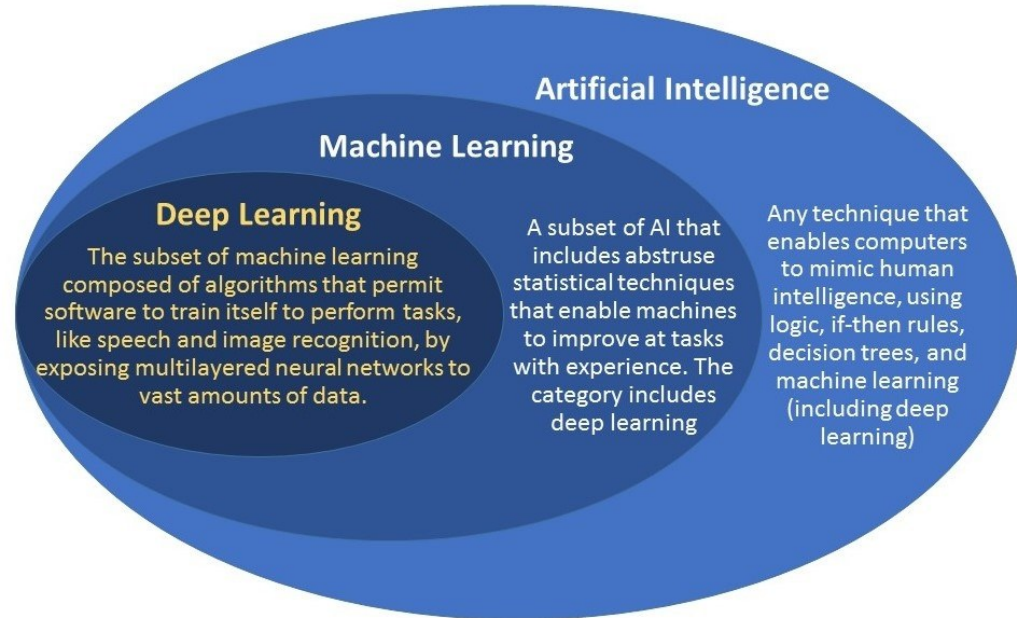 Artificial Intelligence
Machine Learning
Deep Learning
The subset of machine learning
composed of algorithms that permit
software to train itself to perform tasks,
like speech and image recognition, by
exposing multilayered neural networks to
vast amounts of data.
A subset of AI that
includes abstruse
statistical techniques
that enable machines
to improve at tasks
with experience. The
category includes
deep learning
Any technique that
enables computers
to mimic human
intelligence, using
logic, if-then rules,
decision trees, and
machine learning
(including deep
learning)